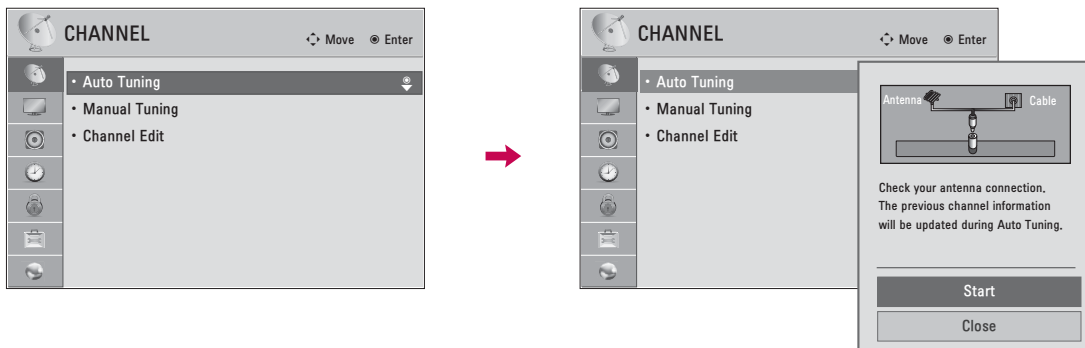 CHANNEL
Move Enter
• Auto Tuning
• Manual Tuning
• Channel Edit
CHANNEL
Move Enter
• Auto Tuning
• Manual Tuning
• Channel Edit
Antenna Cable
Check your antenna connection.
The previous channel information
will be updated during Auto Tuning.
Start
Close